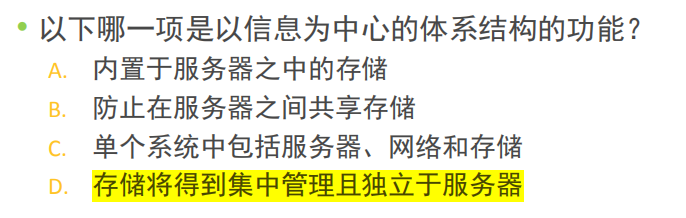 • 以下哪一项是以信息为中心的体系结构的功能?
A. 内置于服务器之中的存储
B. 防止在服务器之间共享存储
C. 单个系统中包括服务器、网络和存储
D. 存储将得到集中管理且独立于服务器